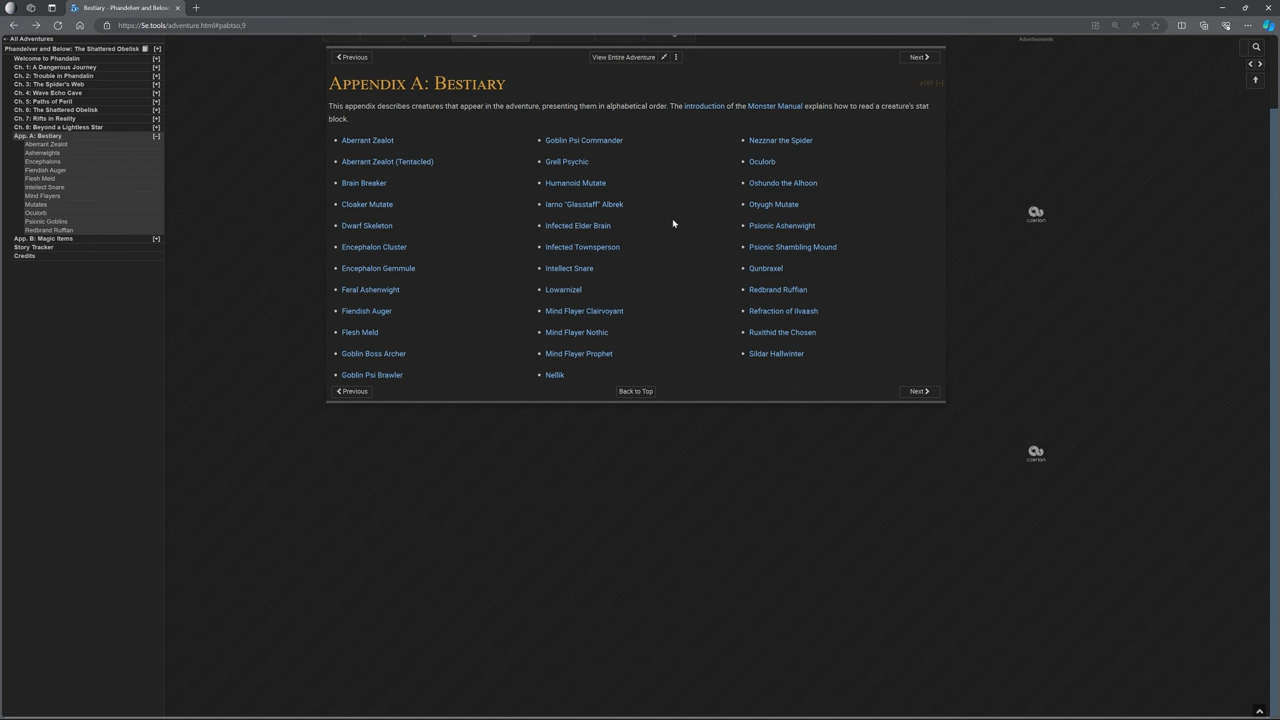 Bestiary - Phandelver and Below
https://5e.tools/adventure.html#pabtso,9
All Adventures
Phandelver and Below: The Shattered Obelisk [+]
Welcome to Phandalin
Ch. 1: A Dangerous Journey [+]
Ch. 2: Trouble in Phandalin [+]
Ch. 3: The Spider's Web [+]
Ch. 4: Wave Echo Cave [+]
Ch. 5: Paths of Peril [+]
Ch. 6: The Shattered Obelisk [+]
Ch. 7: Rifts in Reality [+]
Ch. 8: Beyond a Lightless Star [+]
App. A: Bestiary [–]
Aberrant Zealot
Ashenwights
Encephalons
Fiendish Auger
Flesh Meld
Intellect Snare
Mind Flayers
Mutates
Oculorb
Psionic Goblins
Redbrand Ruffian
App. B: Magic Items [+]
Story Tracker
Credits
Previous
View Entire Adventure
Next
APPENDIX A: BESTIARY
[–]
This appendix describes creatures that appear in the adventure, presenting them in alphabetical order. The introduction of the Monster Manual explains how to read a creature's stat
block.
• Aberrant Zealot
• Aberrant Zealot (Tentacled)
• Brain Breaker
• Cloaker Mutate
• Dwarf Skeleton
• Encephalon Cluster
• Encephalon Gemmule
• Feral Ashenwight
• Fiendish Auger
• Flesh Meld
• Goblin Boss Archer
• Goblin Psi Brawler
• Goblin Psi Commander
• Grell Psychic
• Humanoid Mutate
• Iarno "Glasstaff" Albrek
• Infected Elder Brain
• Infected Townsperson
• Intellect Snare
• Lowarnizel
• Mind Flayer Clairvoyant
• Mind Flayer Nothic
• Mind Flayer Prophet
• Nellik
• Nezznar the Spider
• Oculorb
• Oshundo the Alhoon
• Otyugh Mutate
• Psionic Ashenwight
• Psionic Shambling Mound
• Qunbraxel
• Redbrand Ruffian
• Refraction of Ilvaash
• Ruxithid the Chosen
• Sildar Hallwinter
Previous
Back to Top
Next
Advertisements
azerion
azerion